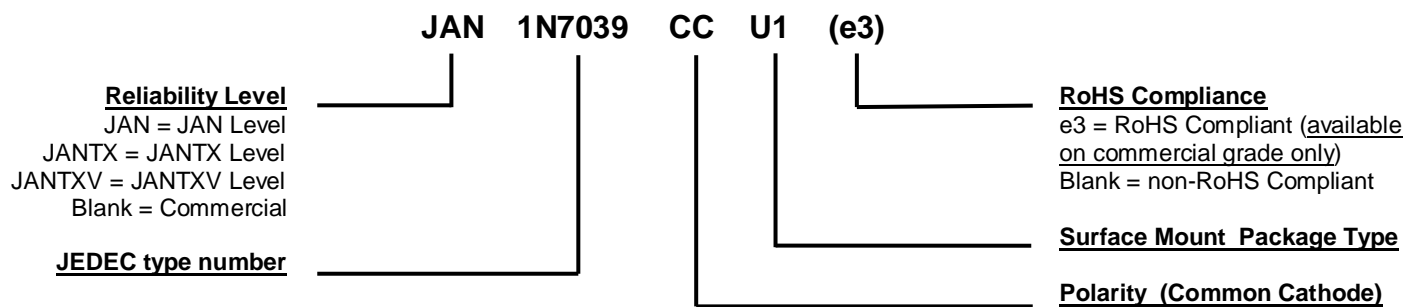 JAN 1N7039 CC U1 (e3)
Reliability Level
JAN = JAN Level
JANTX = JANTX Level
JANTXV = JANTXV Level
Blank = Commercial
JEDEC type number
RoHS Compliance
e3 = RoHS Compliant (available
on commercial grade only)
Blank = non-RoHS Compliant
Surface Mount Package Type
Polarity (Common Cathode)